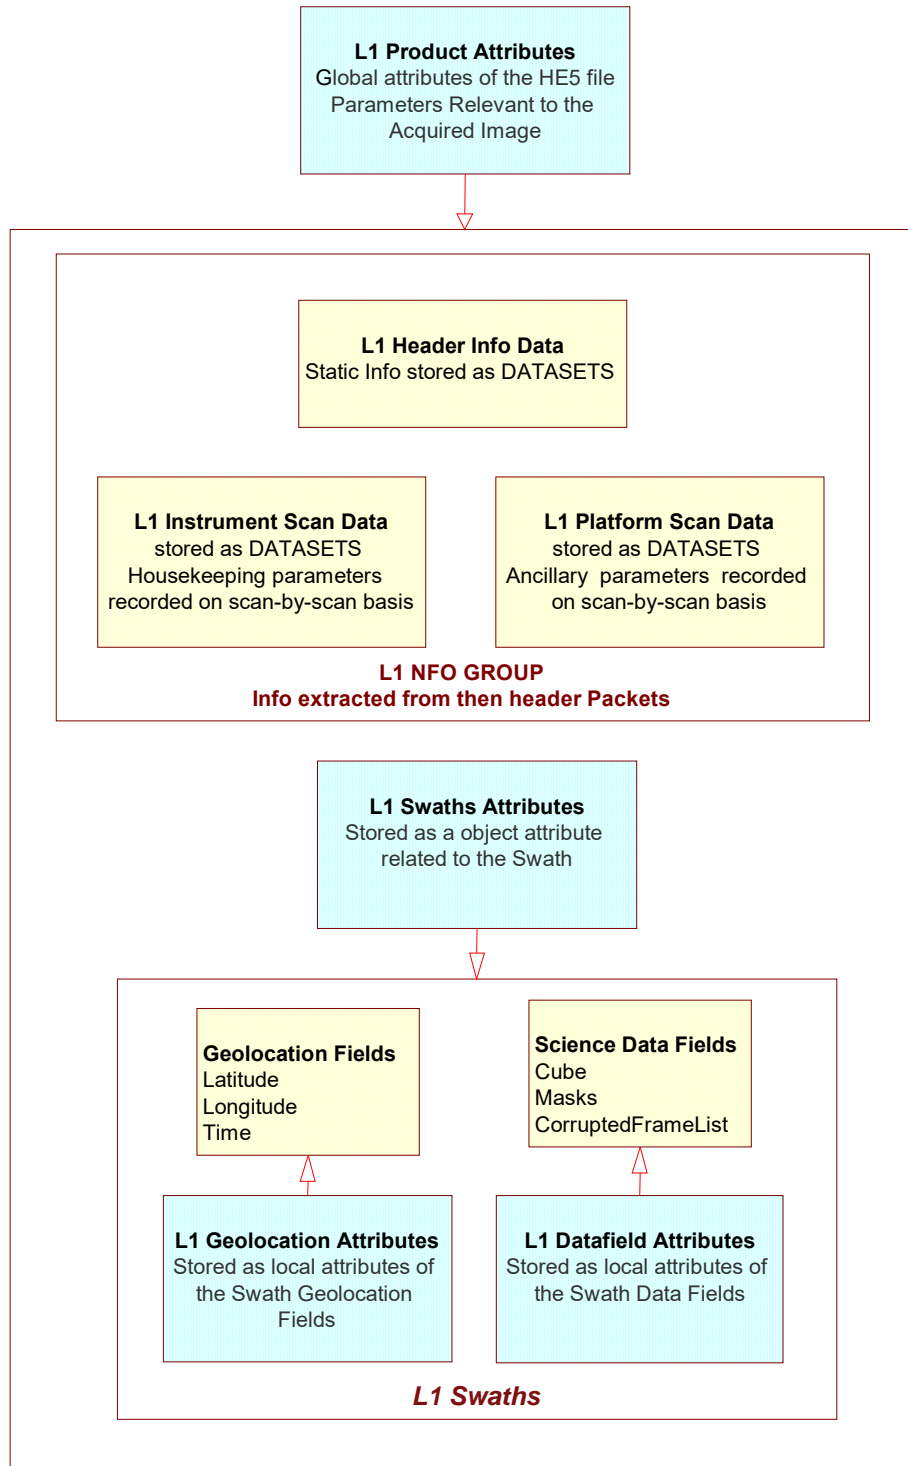 L1 Product Attributes
Global attributes of the HE5 file
Parameters Relevant to the
Acquired Image
L1 Header Info Data
Static Info stored as DATASETS
L1 Instrument Scan Data
stored as DATASETS
Housekeeping parameters
recorded on scan-by-scan basis
L1 Platform Scan Data
stored as DATASETS
Ancillary parameters recorded
on scan-by-scan basis
L1 NFO GROUP
Info extracted from then header Packets
L1 Swaths Attributes
Stored as a object attribute
related to the Swath
Geolocation Fields
Latitude
Longitude
Time
Science Data Fields
Cube
Masks
CorruptedFrameList
L1 Geolocation Attributes
Stored as local attributes of
the Swath Geolocation
Fields
L1 Datafield Attributes
Stored as local attributes of
the Swath Data Fields
L1 Swaths